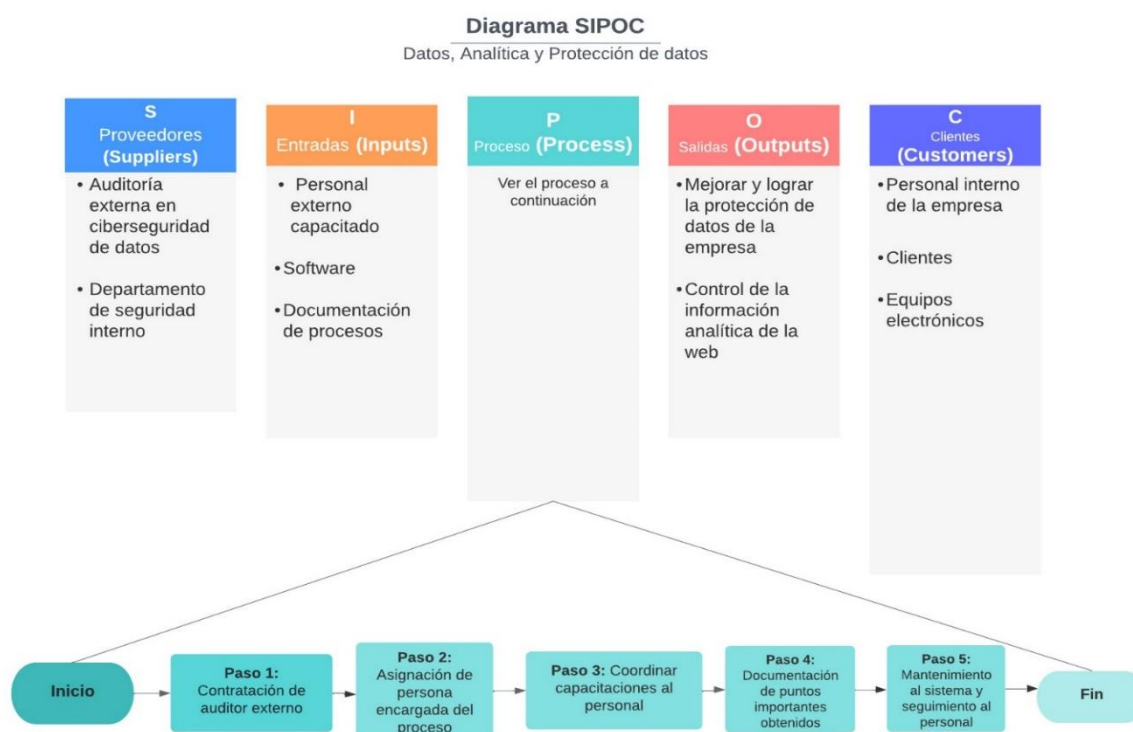 Diagrama SIPOC
Datos, Analítica y Protección de datos
S
Proveedores
(Suppliers)
• Auditoría
externa en
ciberseguridad
de datos
• Departamento
de seguridad
interno
I
Entradas (Inputs)
• Personal
externo
capacitado
• Software
• Documentación
de procesos
P
Proceso (Process)
Ver el proceso a
continuación
O
Salidas (Outputs)
• Mejorar y lograr
la protección de
datos de la
empresa
• Control de la
información
analítica de la
web
C
Clientes
(Customers)
• Personal interno
de la empresa
• Clientes
• Equipos
electrónicos
Inicio
Paso 1:
Contratación de
auditor externo
Paso 2:
Asignación de
persona
encargada del
proceso
Paso 3: Coordinar
capacitaciones al
personal
Paso 4:
Documentación
de puntos
importantes
obtenidos
Paso 5:
Mantenimiento
al sistema y
seguimiento al
personal
Fin